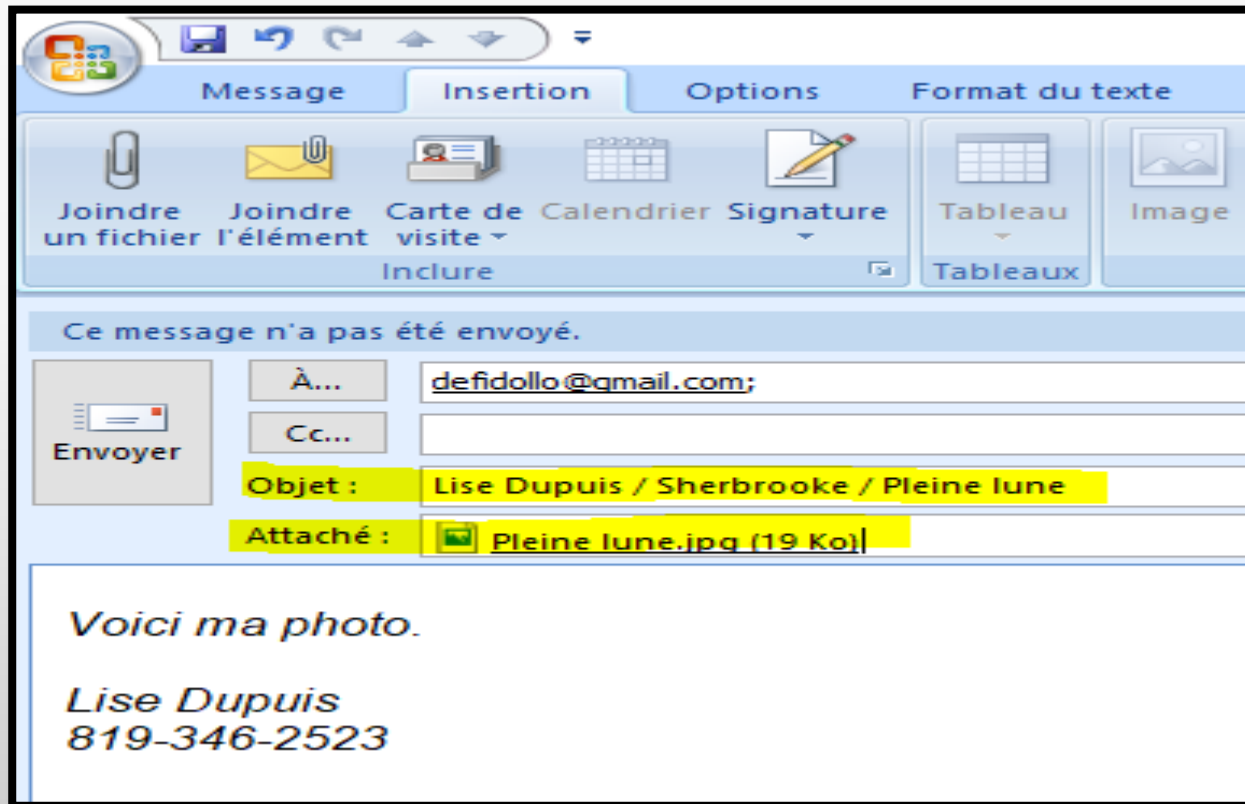 Message Insertion Options Format du texte
Joindre un fichier
Joindre l'élément
Carte de visite
Calendrier
Signature
Tableau
Image
Inclure
Tableaux
Ce message n'a pas été envoyé.
Envoyer
À...
defidollo@gmail.com;
Cc...
Objet : Lise Dupuis / Sherbrooke / Pleine lune
Attaché : Pleine lune.jpg (19 Ko)
Voici ma photo.
Lise Dupuis
819-346-2523